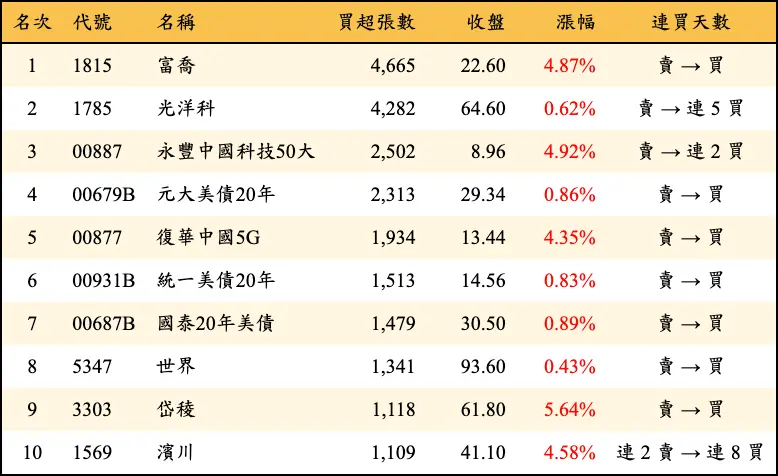 名次 代號 名稱 買超張數 收盤 漲幅 連買天數
1 1815 富喬 4,665 22.60 4.87% 賣 → 買
2 1785 光洋科 4,282 64.60 0.62% 賣 → 連 5 買
3 00887 永豐中國科技50大 2,502 8.96 4.92% 賣 → 連 2 買
4 00679B 元大美債20年 2,313 29.34 0.86% 賣 → 買
5 00877 復華中國5G 1,934 13.44 4.35% 賣 → 買
6 00931B 統一美債20年 1,513 14.56 0.83% 賣 → 買
7 00687B 國泰20年美債 1,479 30.50 0.89% 賣 → 買
8 5347 世界 1,341 93.60 0.43% 賣 → 買
9 3303 岱稜 1,118 61.80 5.64% 賣 → 買
10 1569 濱川 1,109 41.10 4.58% 連 2 賣 → 連 8 買